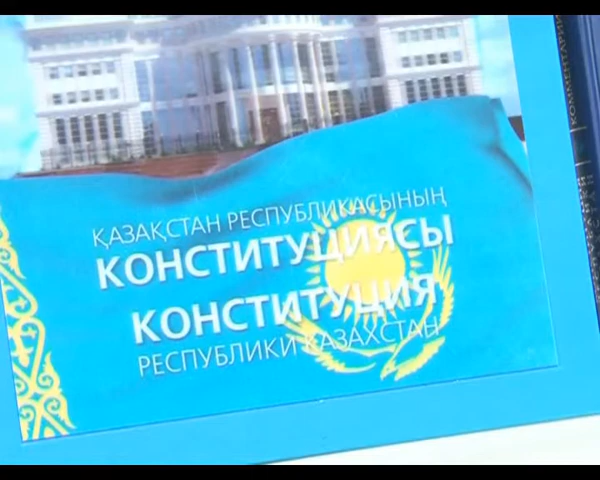 ҚАЗАҚСТАН РЕСПУБЛИКАСЫНЫҢ
КОНСТИТУЦИЯСЫ
КОНСТИТУЦИЯ
РЕСПУБЛИКИ КАЗАХСТАН